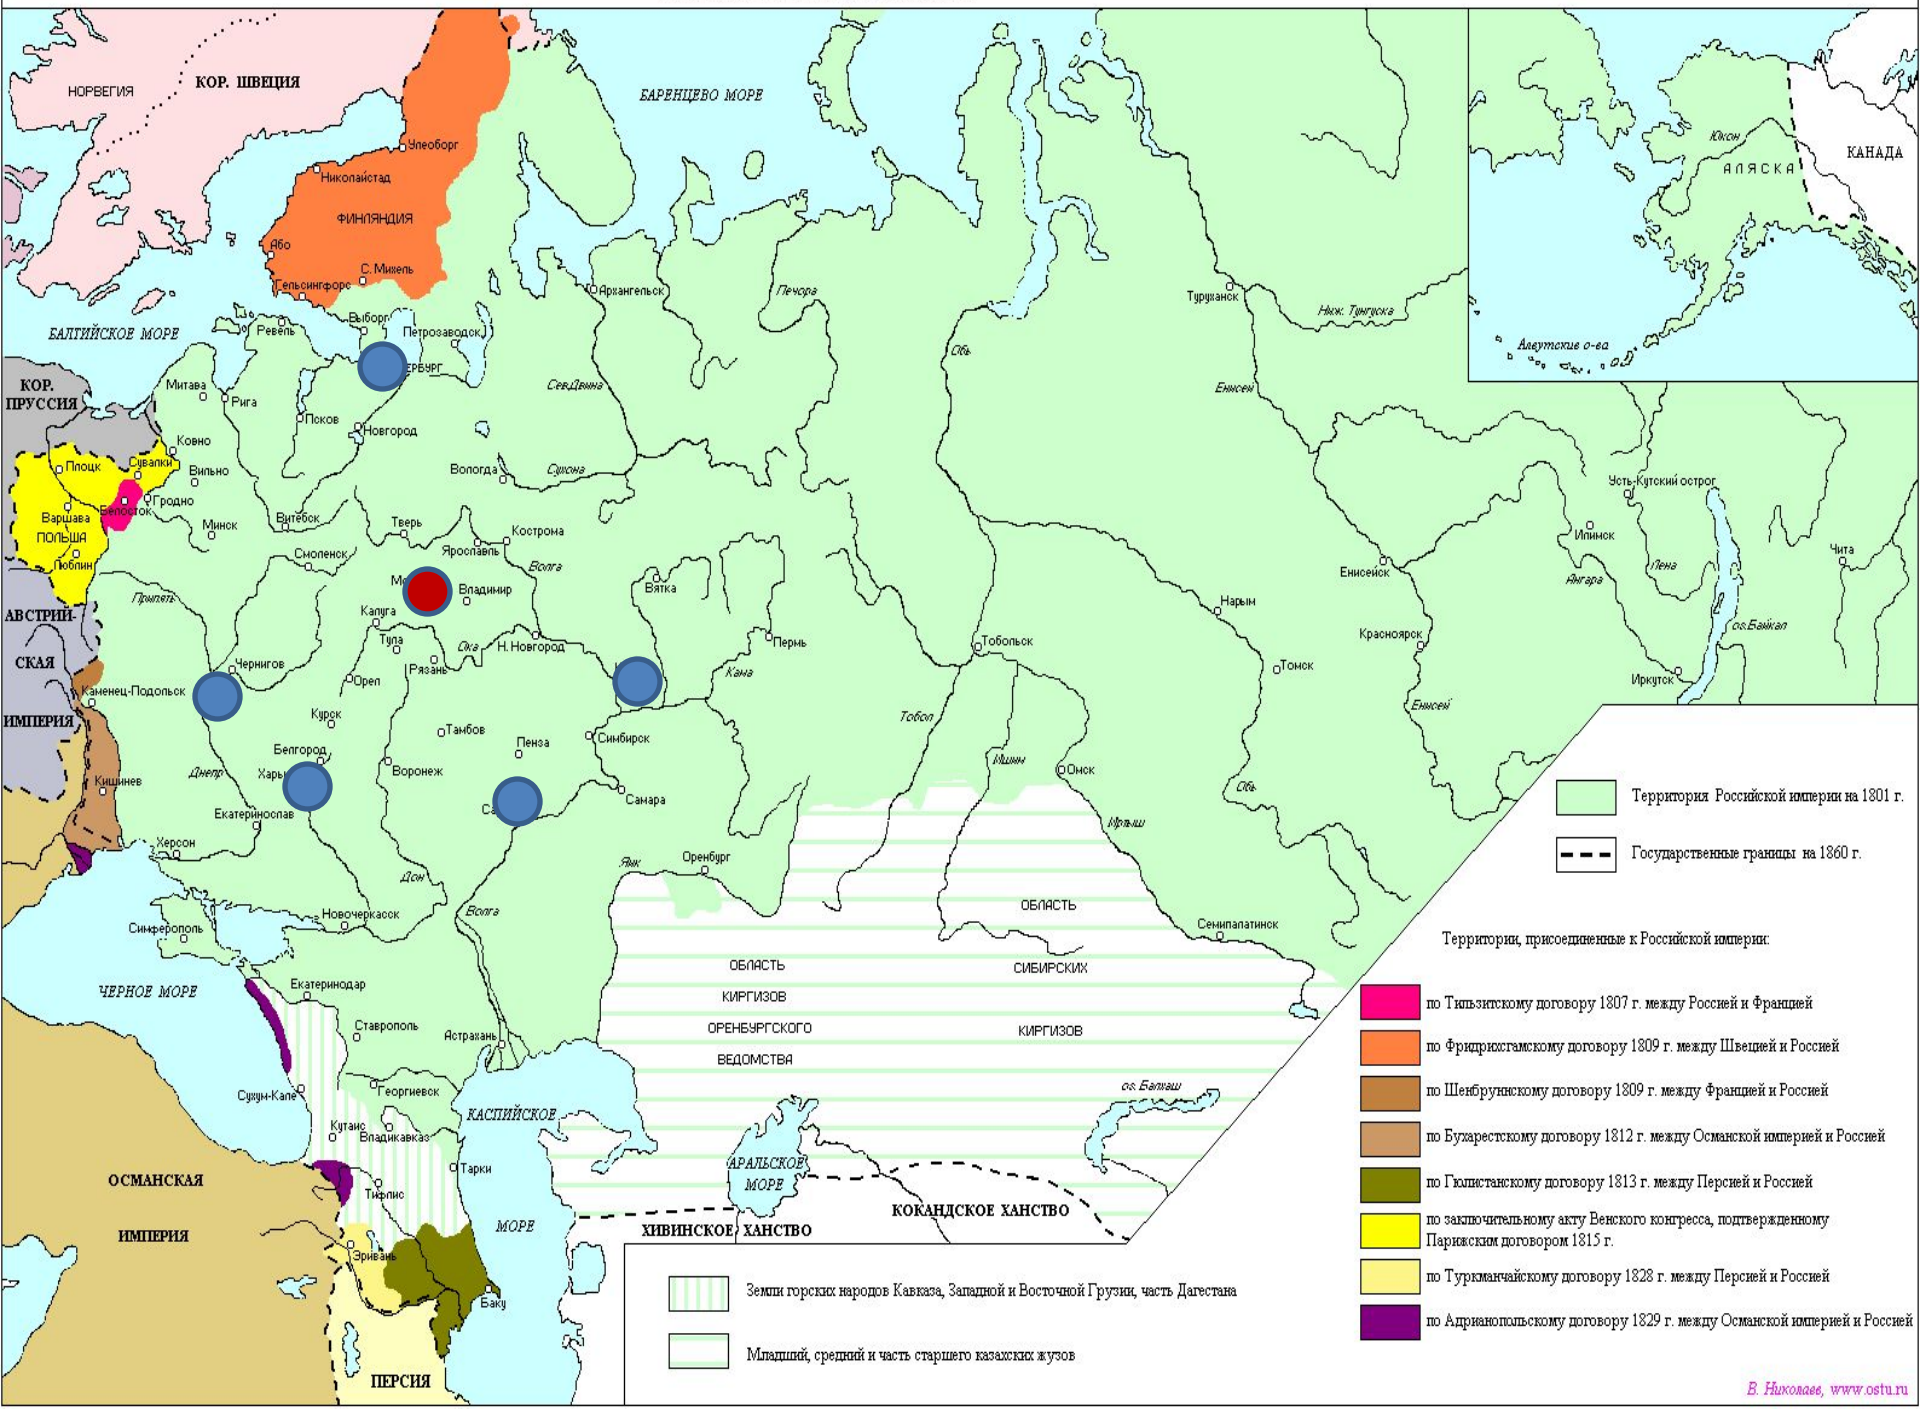 НОРВЕГИЯ
КОР. ШВЕЦИЯ
БАРЕНЦЕВО МОРЕ
Юкон
АЛЯСКА
КАНАДА
Алеутские о-ва
Улеоборг
Николайстад
ФИНЛЯНДИЯ
Або
С. Михель
Гельсингфорс
Архангельск
Печора
Туруханск
Ниж. Тунгуска
БАЛТИЙСКОЕ МОРЕ
Ревель
Выборг
Петрозаводск
ЕРБУРГ
Обь
Енисей
Сев.Двина
КОР.
ПРУССИЯ
Митава
Рига
Псков
Новгород
Ковно
Вильно
Вологда
Сухона
Плоцк
Сувалки
Гродно
Белосток
Варшава
ПОЛЬША
Люблин
Минск
Витебск
Тверь
Кострома
Ярославль
Смоленск
Волга
Усть-Кутский острог
Илимск
Чита
Лена
Ангара
Енисейск
Припять
Владимир
Вятка
Калуга
Тула
Ока
Н. Новгород
Рязань
Пермь
Кама
Тобольск
Нарым
Томск
Красноярск
оз.Байкал
Иркутск
АВСТРИЙ-
СКАЯ
ИМПЕРИЯ
Чернигов
Орел
Каменец-Подольск
Курск
Тамбов
Пенза
Симбирск
Тобол
Енисей
Белгород
Харь
Воронеж
Днепр
Кишинев
Екатеринослав
Са
Самара
Ишим
Омск
Обь
Иртыш
Херсон
Дон
Яик
Оренбург
Волга
Новочеркасск
Симферополь
ОБЛАСТЬ
Семипалатинск
ЧЕРНОЕ МОРЕ
Екатеринодар
Ставрополь
Астрахань
ОБЛАСТЬ
СИБИРСКИХ
КИРГИЗОВ
ОРЕНБУРГСКОГО
КИРГИЗОВ
ВЕДОМСТВА
Сухум-Кале
Георгиевск
КАСПИЙСКОЕ
оз. Балхаш
Кутаис
Владикавказ
Тарки
Тифлис
АРАЛЬСКОЕ
МОРЕ
ОСМАНСКАЯ
ИМПЕРИЯ
МОРЕ
ХИВИНСКОЕ ХАНСТВО
КОКАНДСКОЕ ХАНСТВО
Эривань
Баку
ПЕРСИЯ
Территория Российской империи на 1801 г.
Государственные границы на 1860 г.
Территории, присоединенные к Российской империи:
по Тильзитскому договору 1807 г. между Россией и Францией
по Фридрихсгамскому договору 1809 г. между Швецией и Россией
по Шенбруннскому договору 1809 г. между Францией и Россией
по Бухарестскому договору 1812 г. между Османской империей и Россией
по Гюлистанскому договору 1813 г. между Персией и Россией
по заключительному акту Венского конгресса, подтвержденному
Парижским договором 1815 г.
по Туркманчайскому договору 1828 г. между Персией и Россией
по Адрианопольскому договору 1829 г. между Османской империей и Россией
Земли горских народов Кавказа, Западной и Восточной Грузии, часть Дагестана
Младший, средний и часть старшего казахских жузов
В. Николаев, www.ostu.ru